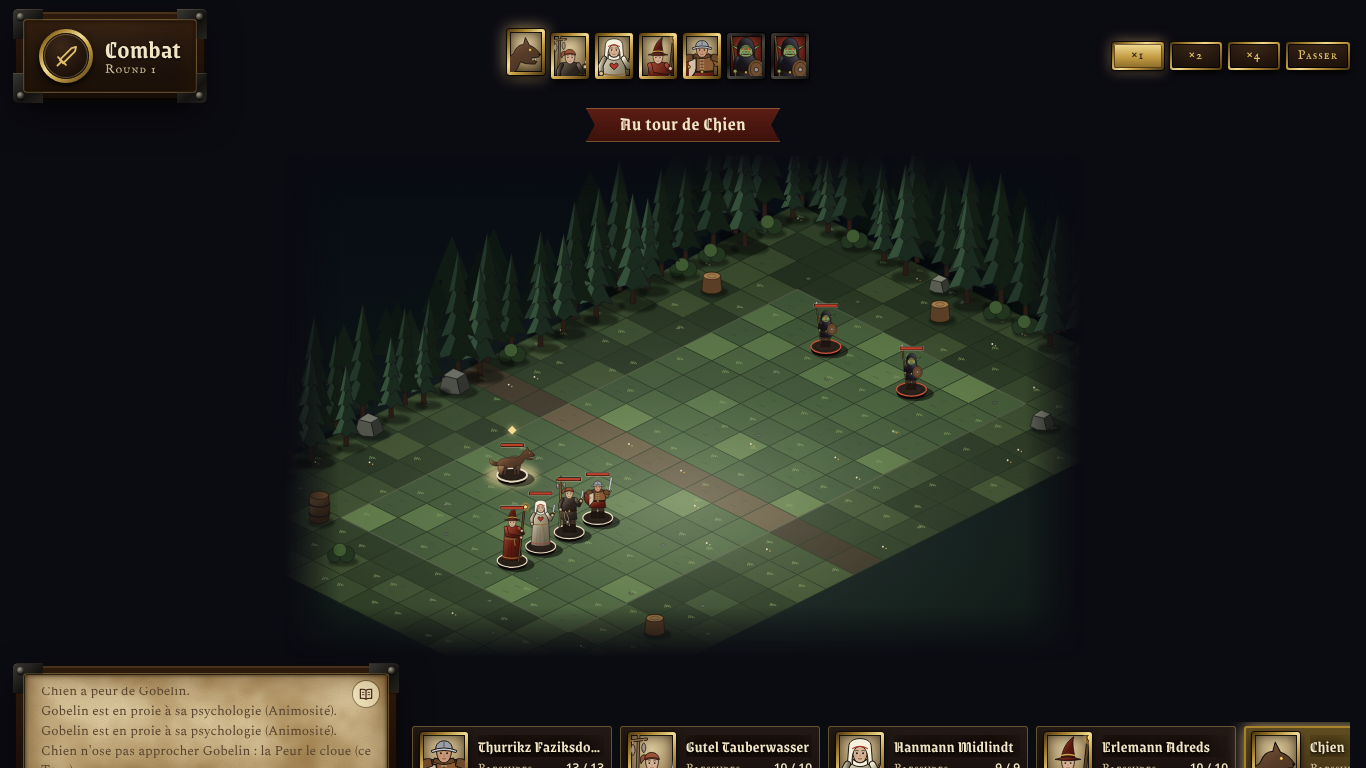 Combat
Round 1
×1
×2
×4
Passer
Au tour de Chien
Chien a peur de Gobelin.
Gobelin est en proie à sa psychologie (Animosité).
Gobelin est en proie à sa psychologie (Animosité).
Chien n'ose pas approcher Gobelin : la Peur le cloue (ce
Thurrikz Faziksdo...
13 / 13
Gutel Tauberwasser
10 / 10
Hanmann Midlindt
9 / 9
Erlemann Adreds
10 / 10
Chien